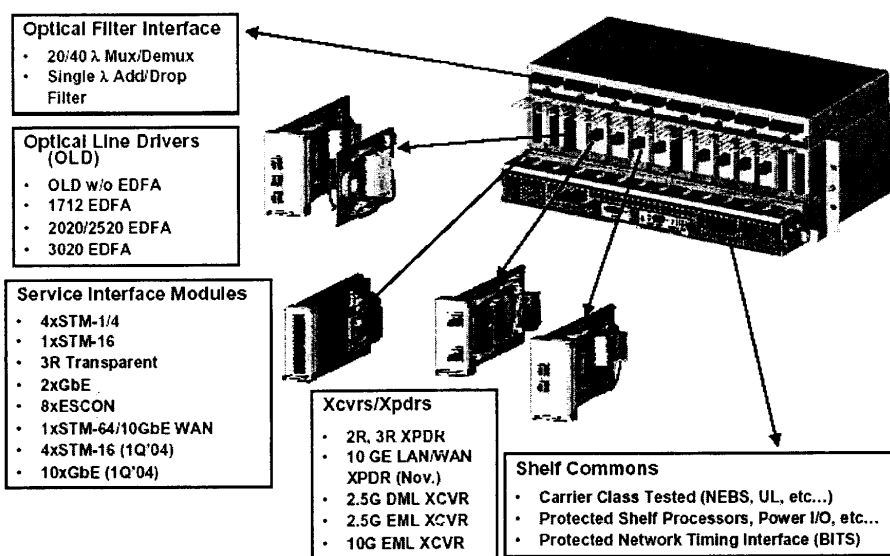 Optical Filter Interface
· 20/40 λ Mux/Demux
· Single λ Add/Drop
Filter
Optical Line Drivers
(OLD)
· OLD w/o EDFA
· 1712 EDFA
· 2020/2520 EDFA
· 3020 EDFA
Service Interface Modules
· 4xSTM-1/4
· 1xSTM-16
· 3R Transparent
· 2xGbE
· 8xESCON
· 1xSTM-64/10GbE WAN
· 4xSTM-16 (1Q'04)
· 10xGbE (1Q'04)
Xcvrs/Xpdrs
· 2R, 3R XPDR
· 10 GE LAN/WAN
XPDR (Nov.)
· 2.5G DML XCVR
· 2.5G EML XCVR
· 10G EML XCVR
Shelf Commons
· Carrier Class Tested (NEBS, UL, etc...)
· Protected Shelf Processors, Power I/O, etc...
· Protected Network Timing Interface (BITS)